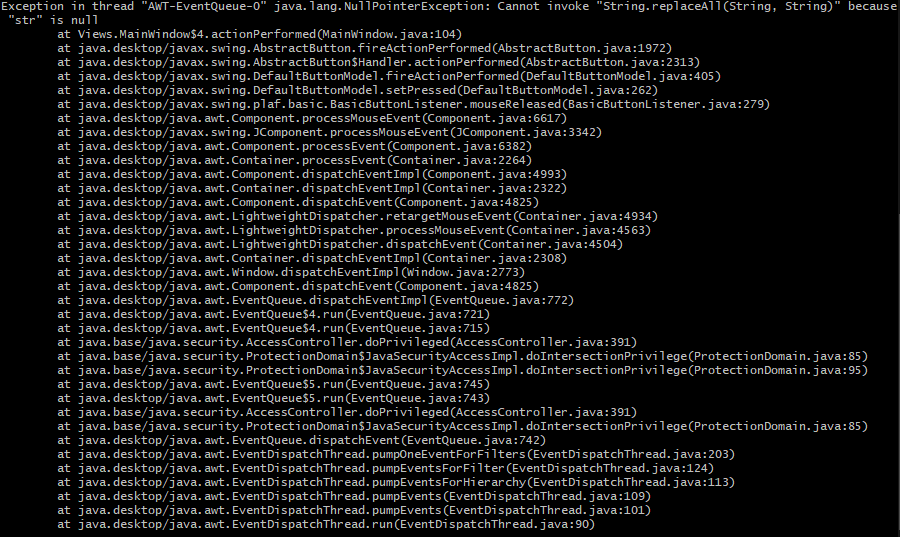 Exception in thread "AWT-EventQueue-0" java.lang.NullPointerException: Cannot invoke "String.replaceAll(String, String)" because
"str" is null
at Views.MainWindow$4.actionPerformed(MainWindow.java:104)
at java.desktop/javax.swing.AbstractButton.fireActionPerformed(AbstractButton.java:1972)
at java.desktop/javax.swing.AbstractButton$Handler.actionPerformed(AbstractButton.java:2313)
at java.desktop/javax.swing.DefaultButtonModel.fireActionPerformed(DefaultButtonModel.java:405)
at java.desktop/javax.swing.DefaultButtonModel.setPressed(DefaultButtonModel.java:262)
at java.desktop/javax.swing.plaf.basic.BasicButtonListener.mouseReleased(BasicButtonListener.java:279)
at java.desktop/java.awt.Component.processMouseEvent(Component.java:6617)
at java.desktop/javax.swing.JComponent.processMouseEvent(JComponent.java:3342)
at java.desktop/java.awt.Component.processEvent(Component.java:6382)
at java.desktop/java.awt.Container.processEvent(Container.java:2264)
at java.desktop/java.awt.Component.dispatchEventImpl(Component.java:4993)
at java.desktop/java.awt.Container.dispatchEventImpl(Container.java:2322)
at java.desktop/java.awt.Component.dispatchEvent(Component.java:4825)
at java.desktop/java.awt.LightweightDispatcher.retargetMouseEvent(Container.java:4934)
at java.desktop/java.awt.LightweightDispatcher.processMouseEvent(Container.java:4563)
at java.desktop/java.awt.LightweightDispatcher.dispatchEvent(Container.java:4504)
at java.desktop/java.awt.Container.dispatchEventImpl(Container.java:2308)
at java.desktop/java.awt.Window.dispatchEventImpl(Window.java:2773)
at java.desktop/java.awt.Component.dispatchEvent(Component.java:4825)
at java.desktop/java.awt.EventQueue.dispatchEventImpl(EventQueue.java:772)
at java.desktop/java.awt.EventQueue$4.run(EventQueue.java:721)
at java.desktop/java.awt.EventQueue$4.run(EventQueue.java:715)
at java.base/java.security.AccessController.doPrivileged(AccessController.java:391)
at java.base/java.security.ProtectionDomain$JavaSecurityAccessImpl.doIntersectionPrivilege(ProtectionDomain.java:85)
at java.base/java.security.ProtectionDomain$JavaSecurityAccessImpl.doIntersectionPrivilege(ProtectionDomain.java:95)
at java.desktop/java.awt.EventQueue$5.run(EventQueue.java:745)
at java.desktop/java.awt.EventQueue$5.run(EventQueue.java:743)
at java.base/java.security.AccessController.doPrivileged(AccessController.java:391)
at java.base/java.security.ProtectionDomain$JavaSecurityAccessImpl.doIntersectionPrivilege(ProtectionDomain.java:85)
at java.desktop/java.awt.EventQueue.dispatchEvent(EventQueue.java:742)
at java.desktop/java.awt.EventDispatchThread.pumpOneEventForFilters(EventDispatchThread.java:203)
at java.desktop/java.awt.EventDispatchThread.pumpEventsForFilter(EventDispatchThread.java:124)
at java.desktop/java.awt.EventDispatchThread.pumpEventsForHierarchy(EventDispatchThread.java:113)
at java.desktop/java.awt.EventDispatchThread.pumpEvents(EventDispatchThread.java:109)
at java.desktop/java.awt.EventDispatchThread.pumpEvents(EventDispatchThread.java:101)
at java.desktop/java.awt.EventDispatchThread.run(EventDispatchThread.java:90)